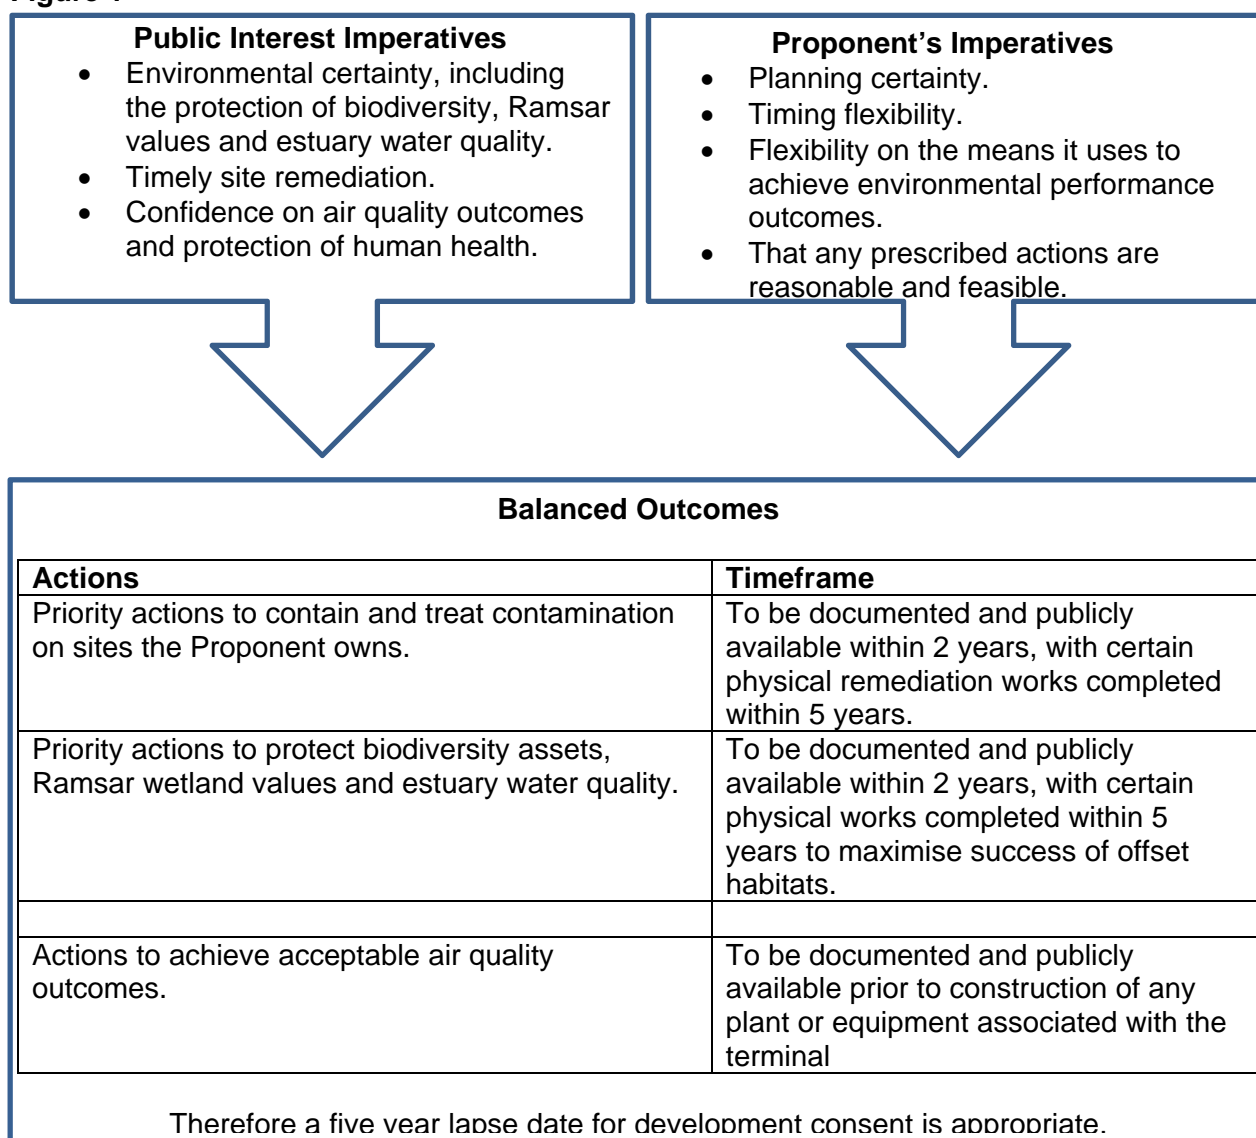 Public Interest Imperatives
• Environmental certainty, including
the protection of biodiversity, Ramsar
values and estuary water quality.
• Timely site remediation.
• Confidence on air quality outcomes
and protection of human health.
Proponent’s Imperatives
• Planning certainty.
• Timing flexibility.
• Flexibility on the means it uses to
achieve environmental performance
outcomes.
• That any prescribed actions are
reasonable and feasible.
Balanced Outcomes
Actions
Timeframe
Priority actions to contain and treat contamination
on sites the Proponent owns.
To be documented and publicly
available within 2 years, with certain
physical remediation works completed
within 5 years.
Priority actions to protect biodiversity assets,
Ramsar wetland values and estuary water quality.
To be documented and publicly
available within 2 years, with certain
physical works completed within 5
years to maximise success of offset
habitats.
Actions to achieve acceptable air quality
outcomes.
To be documented and publicly
available prior to construction of any
plant or equipment associated with the
terminal
Therefore a five year lapse date for development consent is appropriate.